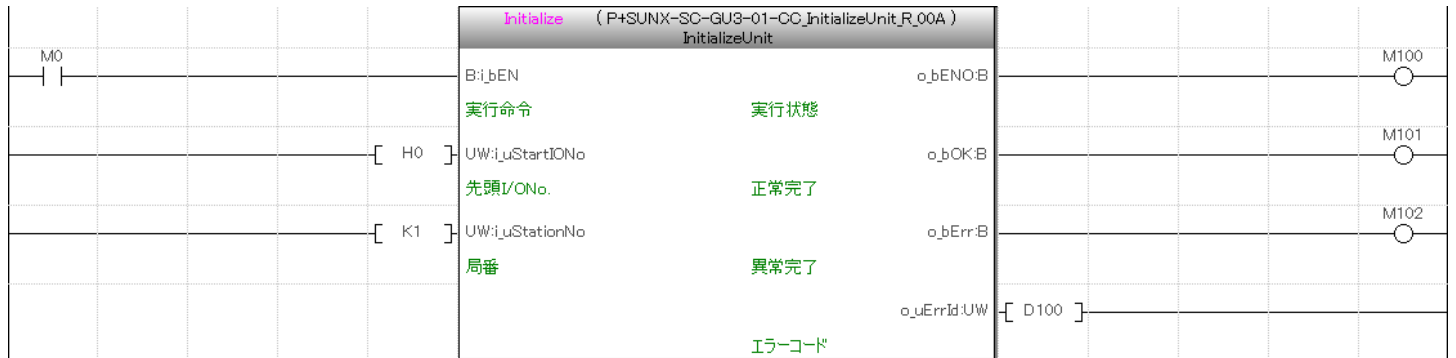 Initialize (P+SUNX-SC-GU3-01-CC_InitializeUnit_R_00A)
InitializeUnit
M0
B:i_bEN
o_bENO:B
M100
実行命令
実行状態
H0
UW:i_uStartIONo
o_bOK:B
M101
先頭I/ONo.
正常完了
K1
UW:i_uStationNo
o_bErr:B
M102
局番
異常完了
o_uErrId:UW
D100
エラーコード